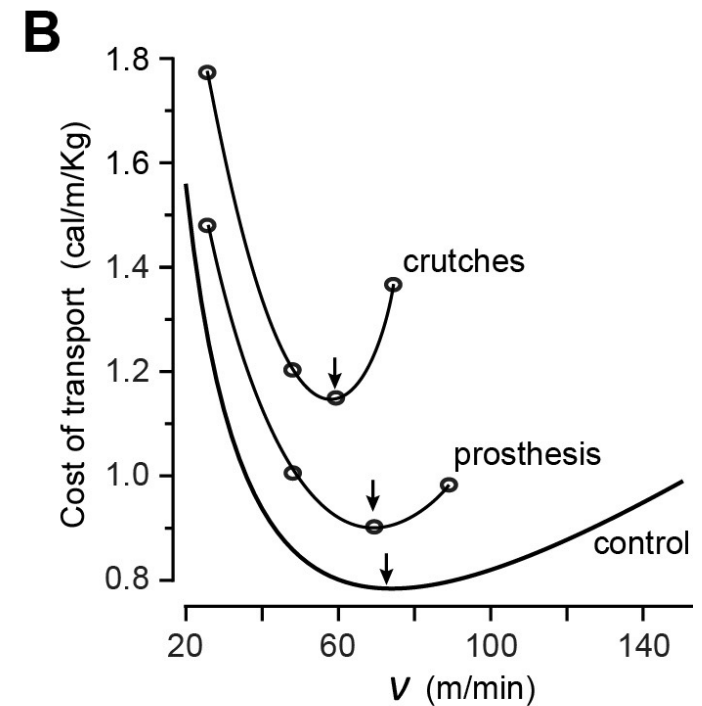 B
Cost of transport (cal/m/Kg)
1.8
1.6
1.4
1.2
1.0
0.8
crutches
prosthesis
control
20 60 100 140
V (m/min)